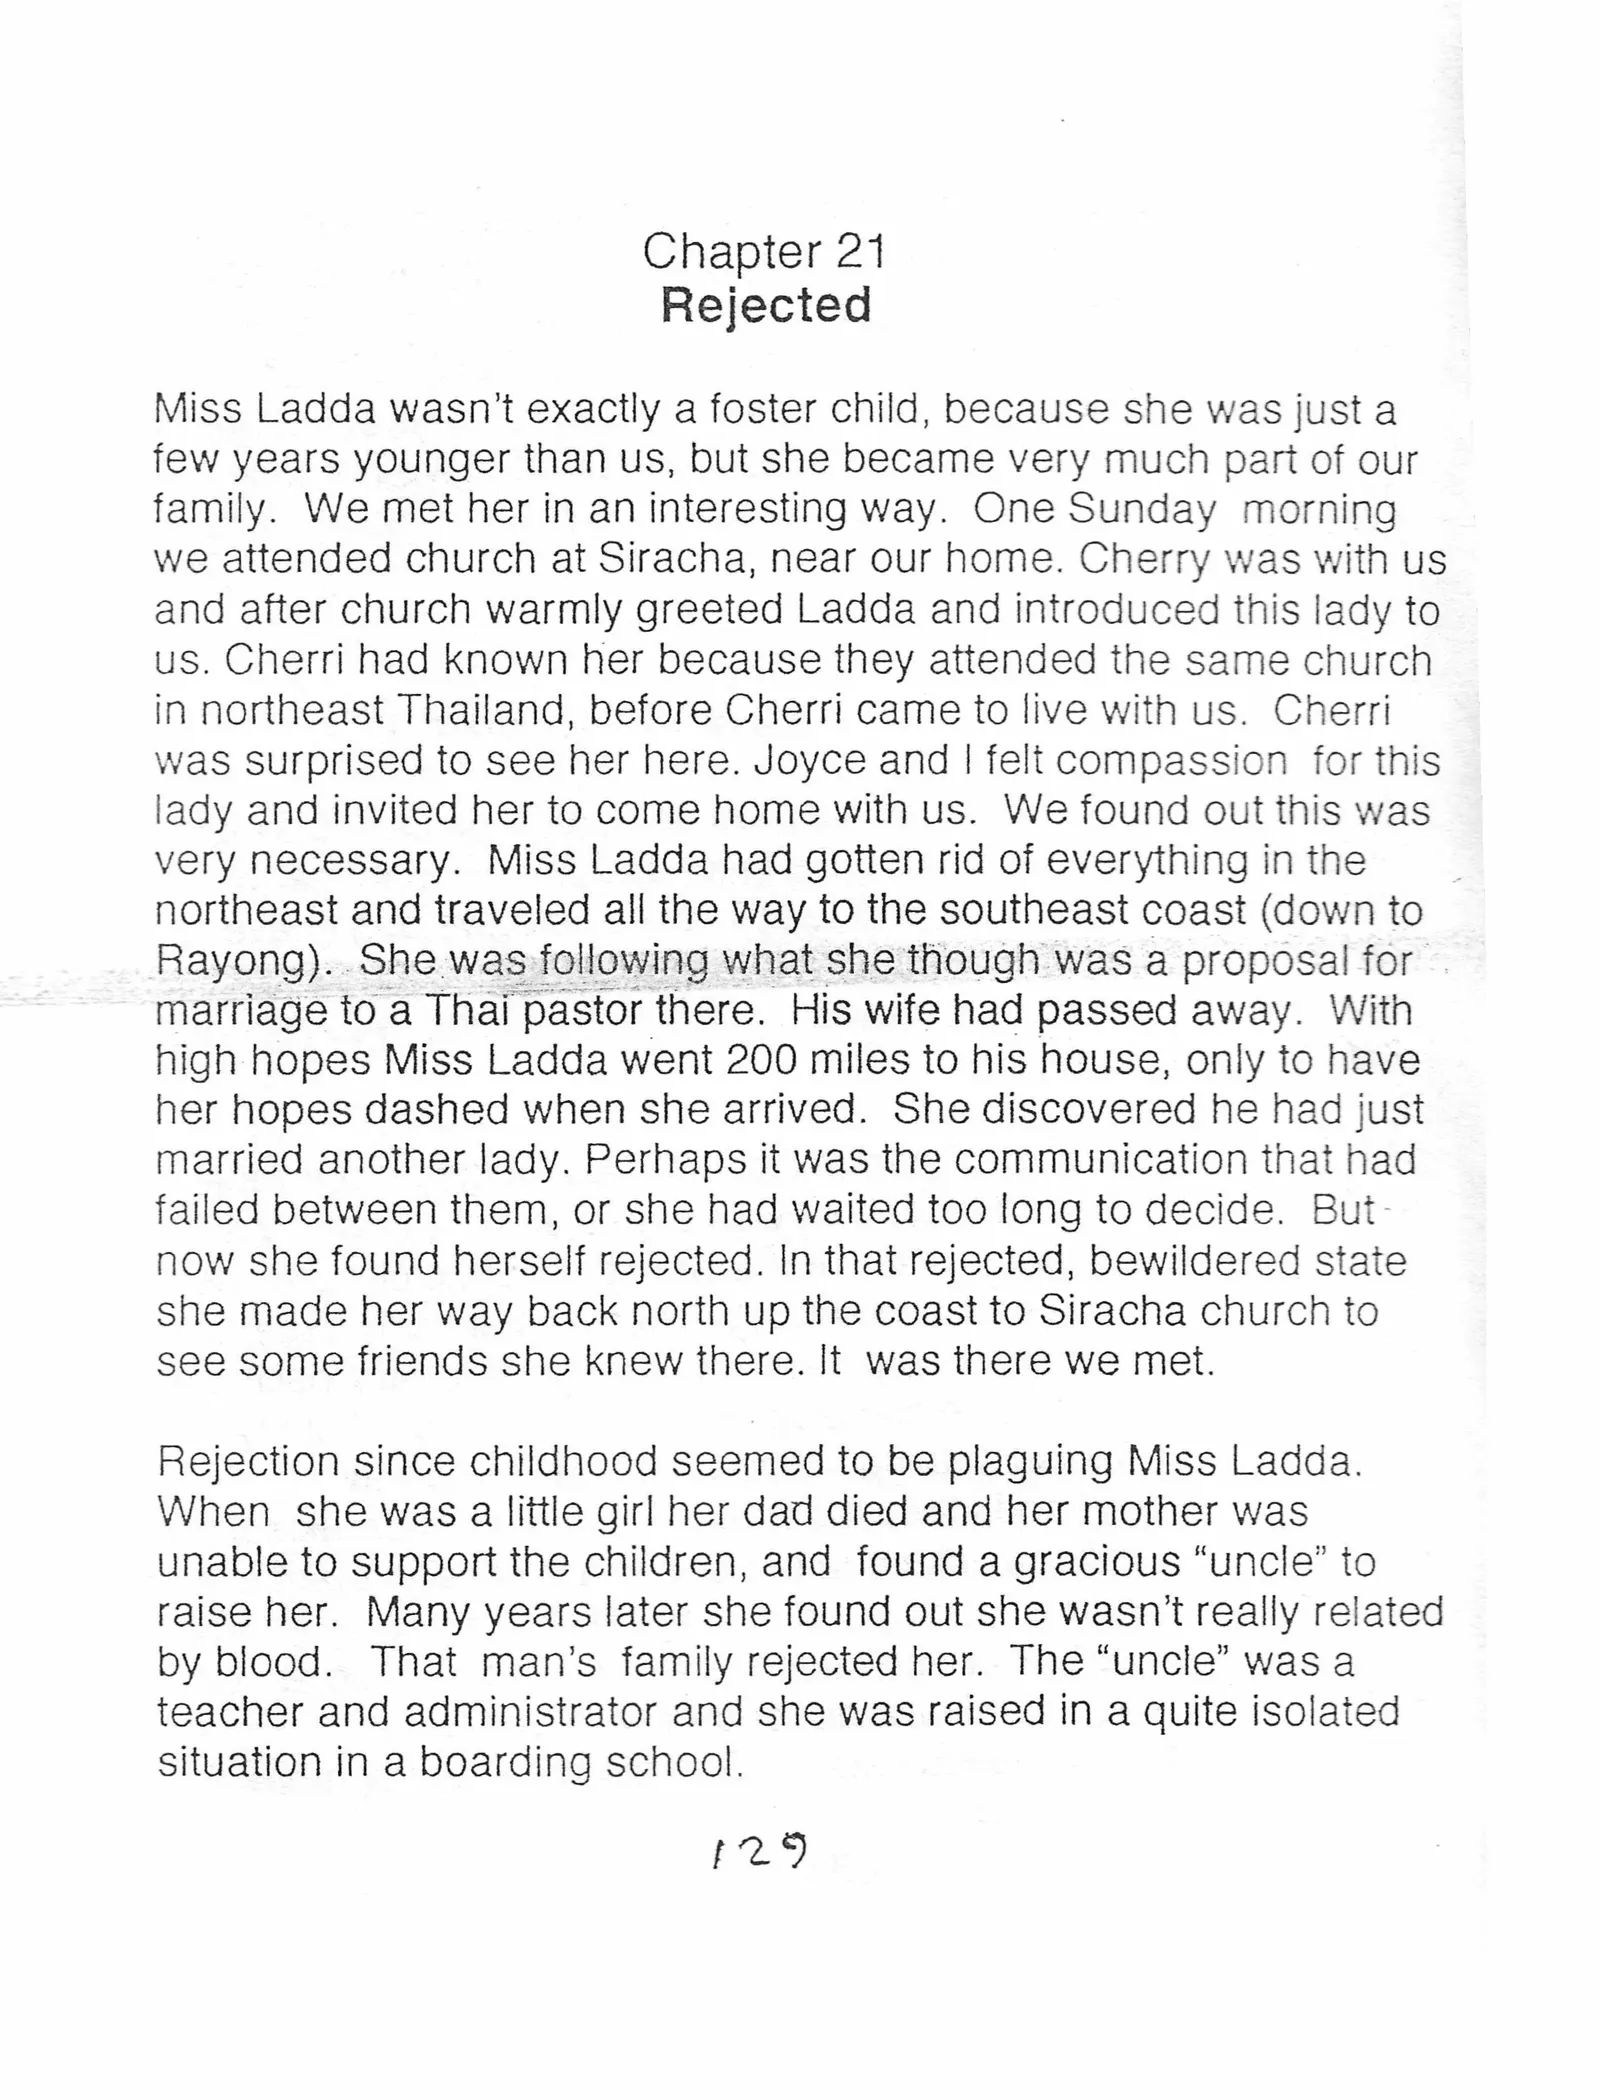 Chapter 21
Rejected
Miss Ladda wasn't exactly a foster child, because she was just a
few years younger than us, but she became very much part of our
family. We met her in an interesting way. One Sunday morning
we attended church at Siracha, near our home. Cherry was with us
and after church warmly greeted Ladda and introduced this lady to
us. Cherri had known her because they attended the same church
in northeast Thailand, before Cherri came to live with us. Cherri
was surprised to see her here. Joyce and I felt compassion for this
lady and invited her to come home with us. We found out this was
very necessary. Miss Ladda had gotten rid of everything in the
northeast and traveled all the way to the southeast coast (down to
Rayong). She was following what she though was a proposal for
marriage to a Thai pastor there. His wife had passed away. With
high hopes Miss Ladda went 200 miles to his house, only to have
her hopes dashed when she arrived. She discovered he had just
married another lady. Perhaps it was the communication that had
failed between them, or she had waited too long to decide. But
now she found herself rejected. In that rejected, bewildered state
she made her way back north up the coast to Siracha church to
see some friends she knew there. It was there we met.
Rejection since childhood seemed to be plaguing Miss Ladda.
When she was a little girl her dad died and her mother was
unable to support the children, and found a gracious “uncle” to
raise her. Many years later she found out she wasn't really related
by blood. That man's family rejected her. The “uncle” was a
teacher and administrator and she was raised in a quite isolated
situation in a boarding school.
129